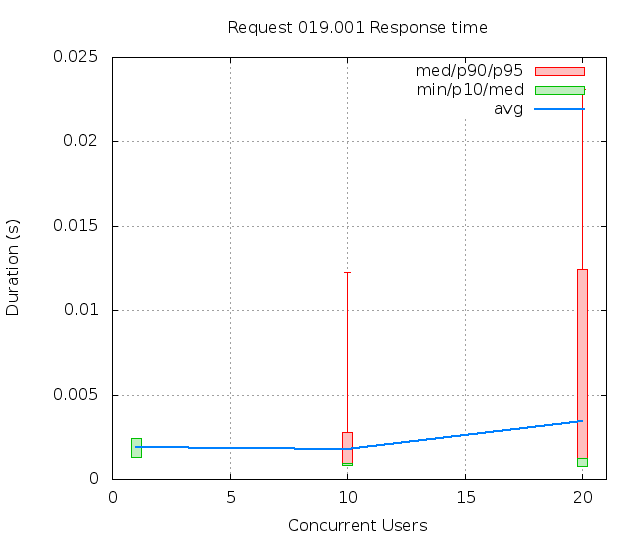 Request 019.001 Response time
0.025
0.02
0.015
0.01
0.005
0
Duration (s)
med/p90/p95
min/p10/med
avg
0 5 10 15 20
Concurrent Users